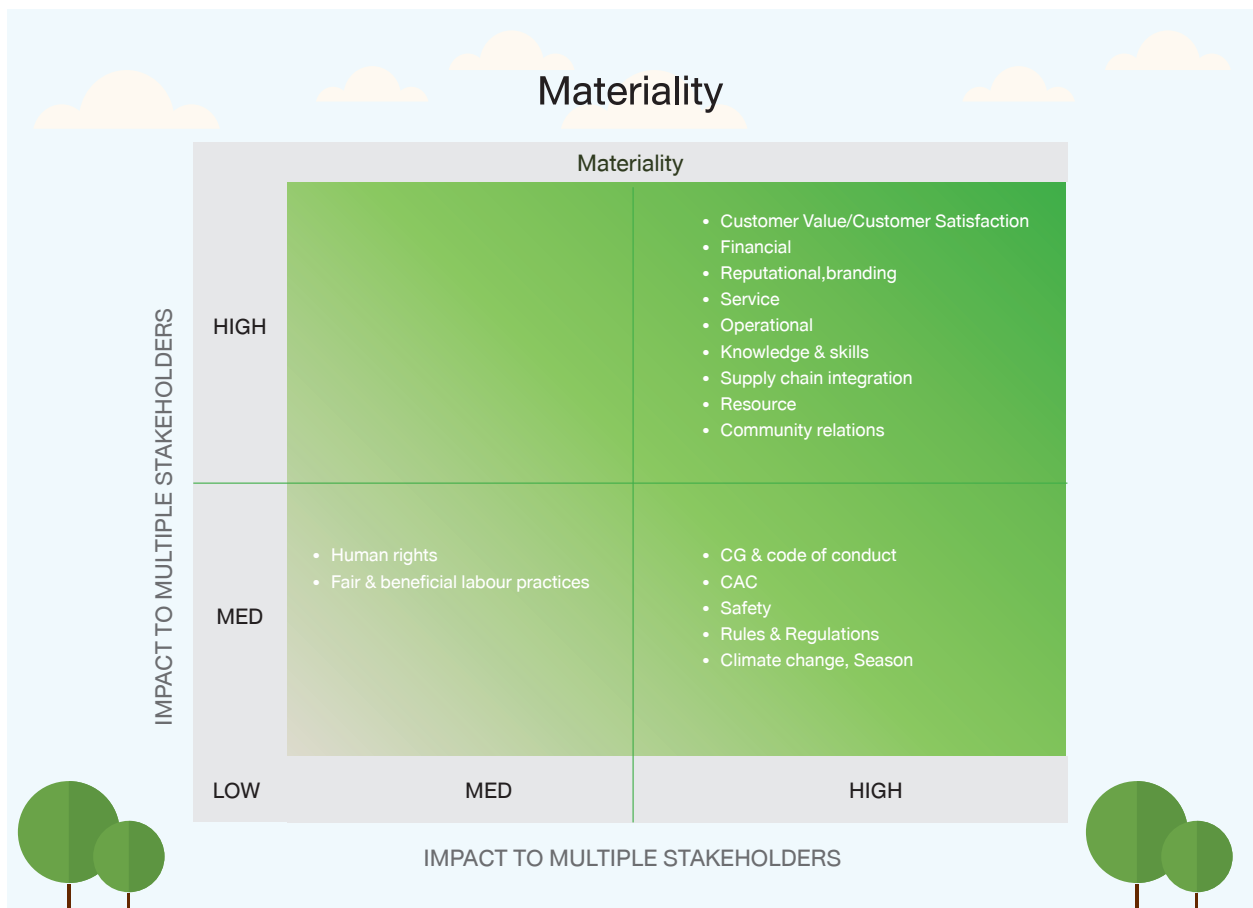 Materiality
Materiality
IMPACT TO MULTIPLE STAKEHOLDERS
HIGH
• Customer Value/Customer Satisfaction
• Financial
• Reputational,branding
• Service
• Operational
• Knowledge & skills
• Supply chain integration
• Resource
• Community relations
MED
• Human rights
• Fair & beneficial labour practices
• CG & code of conduct
• CAC
• Safety
• Rules & Regulations
• Climate change, Season
LOW
MED
HIGH
IMPACT TO MULTIPLE STAKEHOLDERS